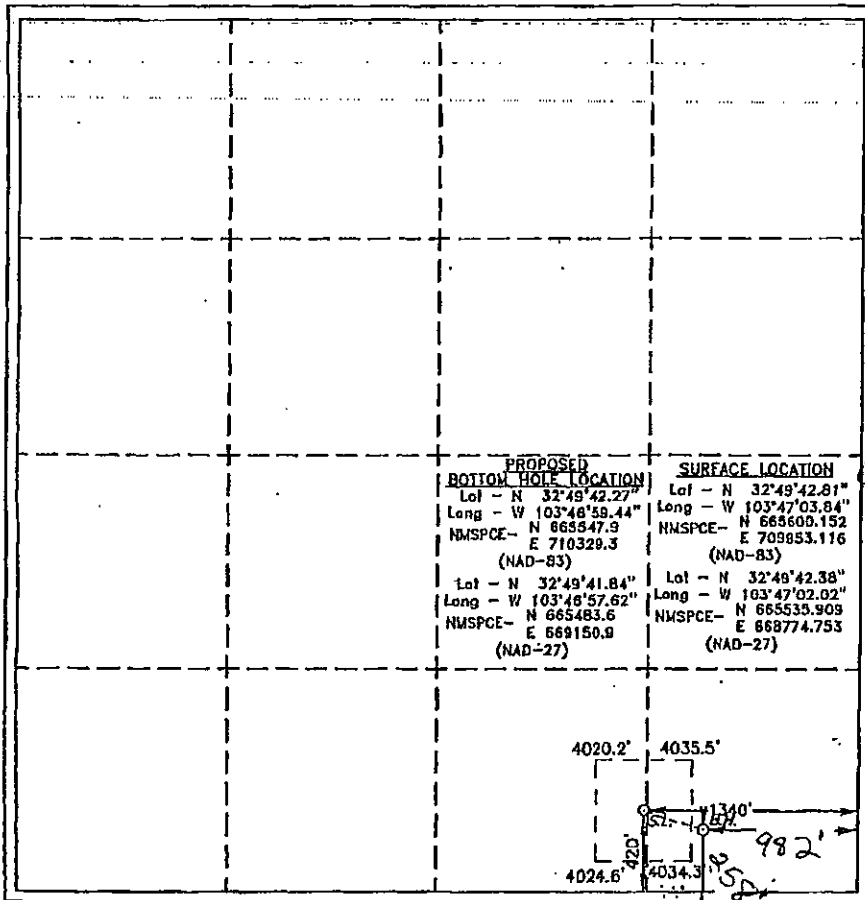 PROPOSED
BOTTOM HOLE LOCATION
Lat - N 32°49'42.27"
Long - W 103°46'59.44"
NMSPCE- N 665547.9
E 710329.3
(NAD-83)
Lat - N 32°49'41.84"
Long - W 103°46'57.62"
NMSPCE- N 665483.6
E 669150.9
(NAD-27)
SURFACE LOCATION
Lat - N 32°49'42.81"
Long - W 103°47'03.84"
NMSPCE- N 665600.152
E 709953.116
(NAD-83)
Lat - N 32°49'42.38"
Long - W 103°47'02.02"
NMSPCE- N 665535.909
E 668774.753
(NAD-27)
4020.2' 4035.5'
1340'
S.L. B.H.
982'
420'
4024.6' 4034.3'